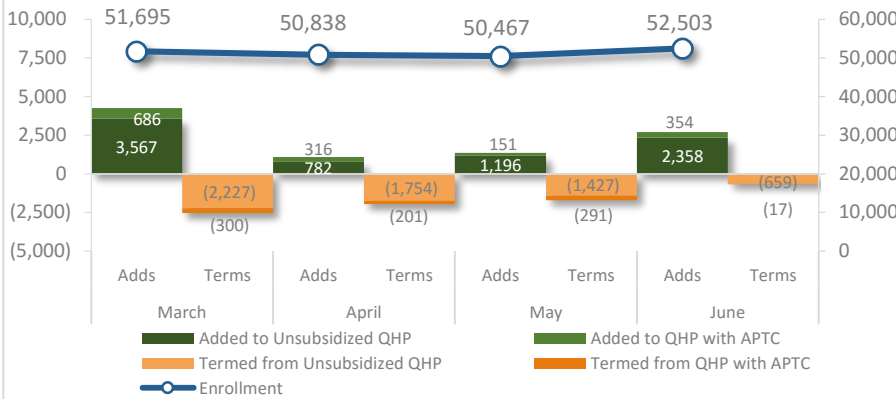 51,695 50,838 50,467 52,503
10,000 60,000
7,500 50,000
5,000 40,000
2,500 30,000
0 20,000
(2,500) 10,000
(5,000) 0
686 316 151 354
3,567 782 1,196 2,358
(2,227) (1,754) (1,427) (659)
(300) (201) (291) (17)
Adds Terms Adds Terms Adds Terms Adds Terms
March April May June
Added to Unsubsidized QHP Added to QHP with APTC
Termed from Unsubsidized QHP Termed from QHP with APTC
Enrollment